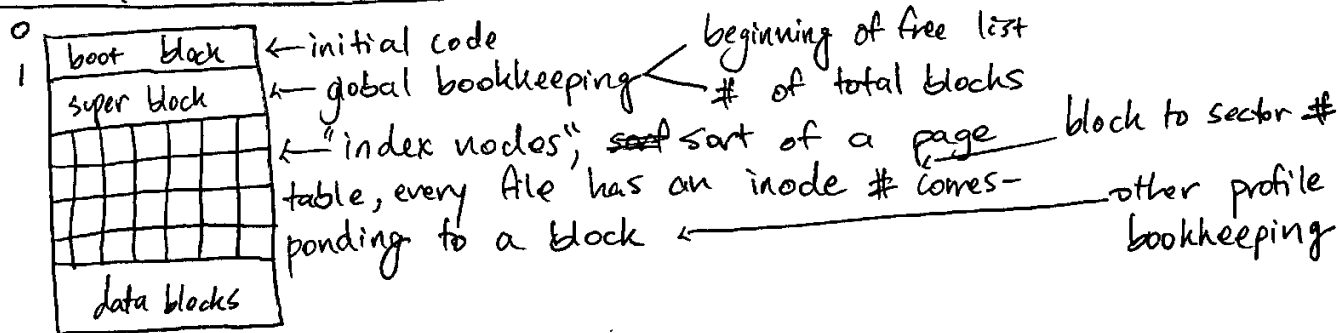 0
boot block ← initial code
beginning of free list
1
super block ← gobal bookkeeping
# of total blocks
← "index nodes", sort of a page
block to sector #
table, every file has an inode # corres-
ponding to a block ←
other profile
bookkeeping
data blocks